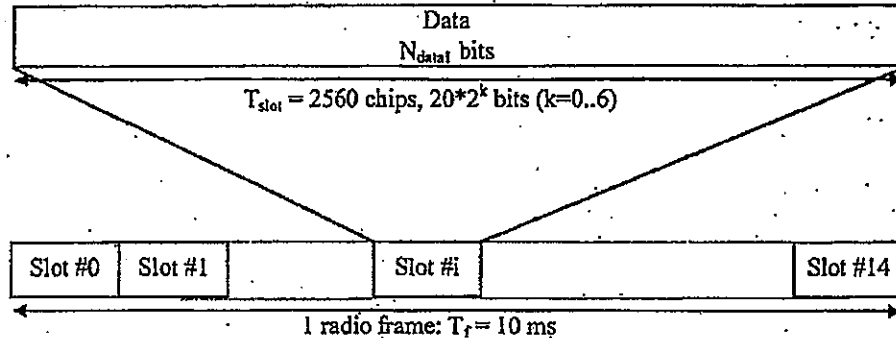 Data
N_data1 bits
T_slot = 2560 chips, 20*2^k bits (k=0..6)
Slot #0 Slot #1 Slot #i Slot #14
1 radio frame: T_f = 10 ms